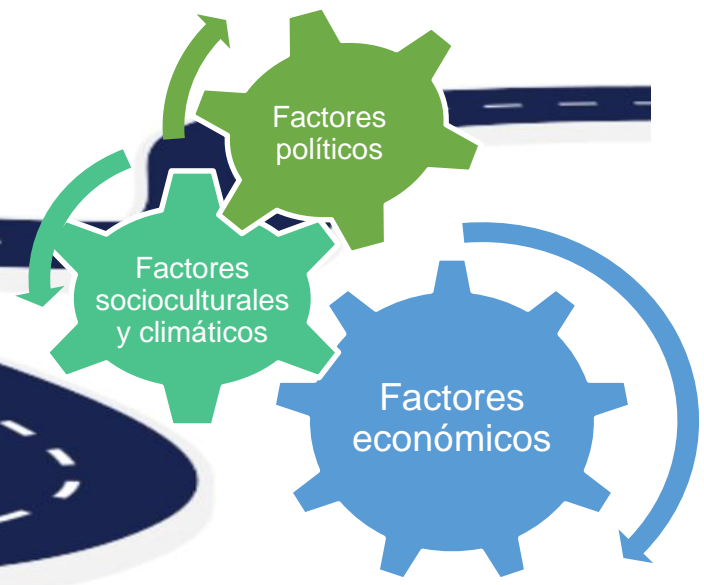 Factores
políticos
Factores
socioculturales
y climáticos
Factores
económicos